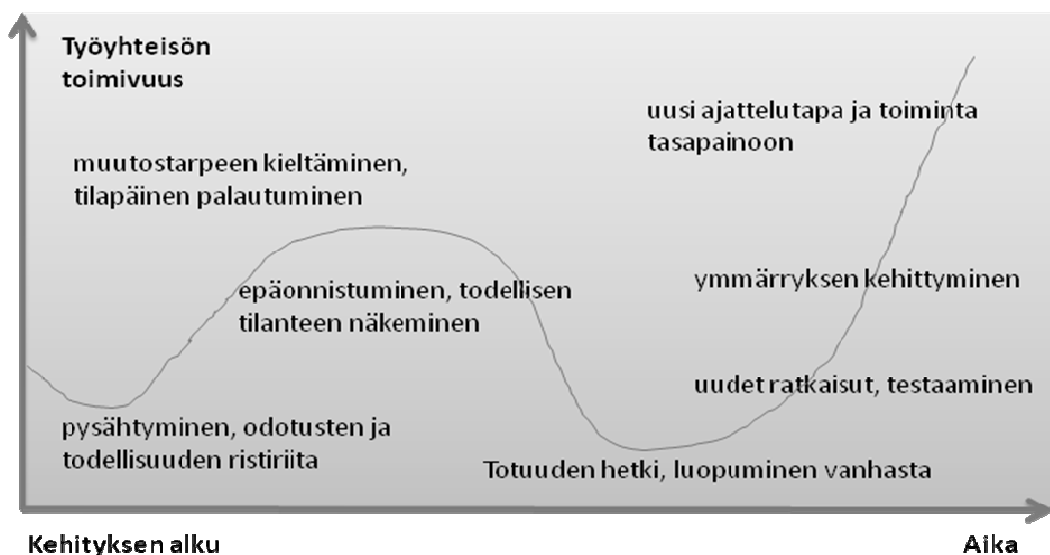 Työyhteisön
toimivuus
uusi ajattelutapa ja toiminta
tasapainoon
muutostarpeen kieltäminen,
tilapäinen palautuminen
epäonnistuminen, todellisen
tilanteen näkeminen
ymmärryksen kehittyminen
uudet ratkaisut, testaaminen
pysähtyminen, odotusten ja
todellisuuden ristiriita
Totuuden hetki, luopuminen vanhasta
Kehityksen alku
Aika